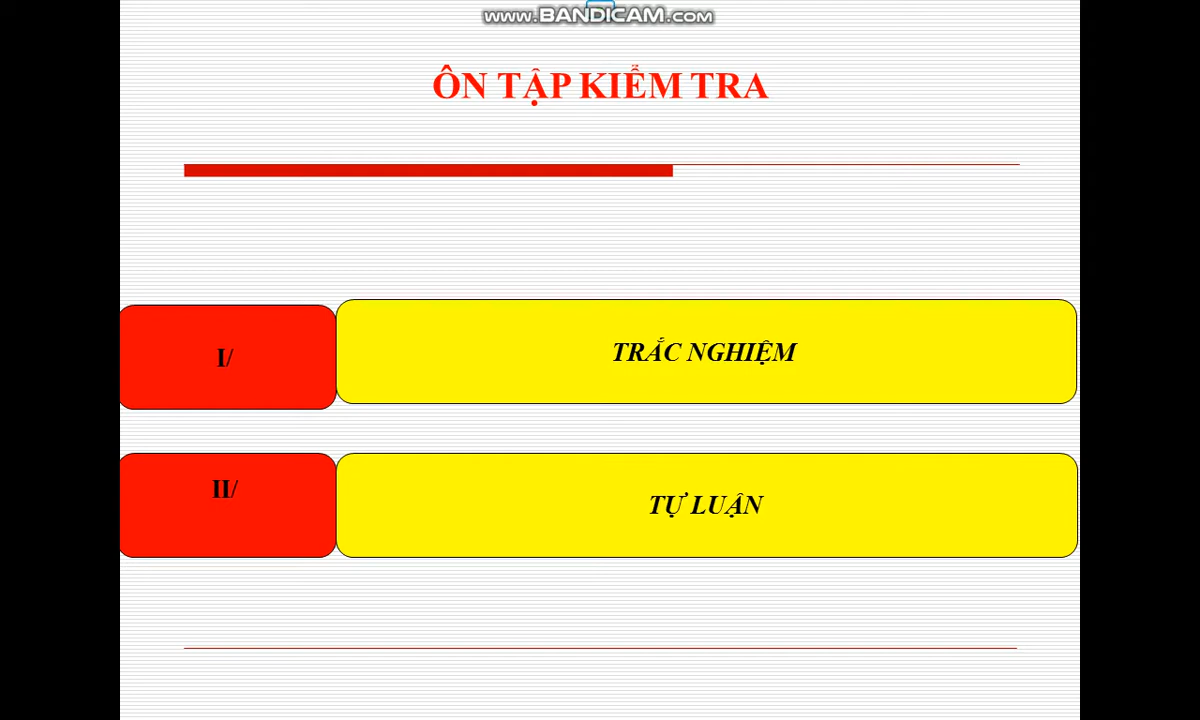 www.BANDICAM.com
ÔN TẬP KIỂM TRA
I/
TRẮC NGHIỆM
II/
TỰ LUẬN